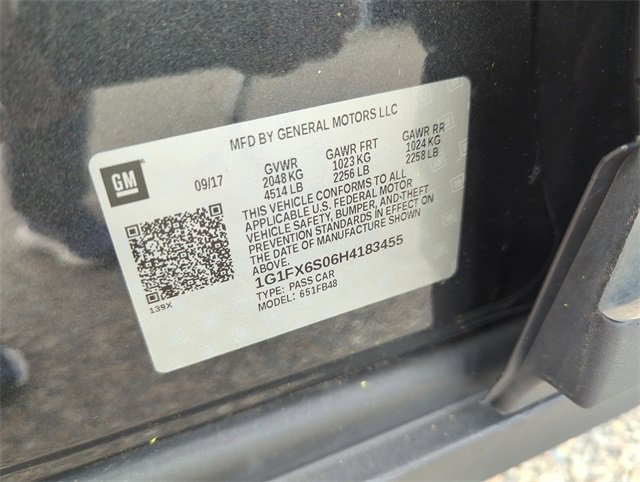 MFD BY GENERAL MOTORS LLC
GM
09/17
GVWR
2048 KG
4514 LB
GAWR FRT
1023 KG
2256 LB
GAWR RR
1024 KG
2258 LB
THIS VEHICLE CONFORMS TO ALL
APPLICABLE U.S. FEDERAL MOTOR
VEHICLE SAFETY, BUMPER, AND THEFT
PREVENTION STANDARDS IN EFFECT ON
THE DATE OF MANUFACTURE SHOWN
ABOVE.
1G1FX6S06H4183455
TYPE: PASS CAR
MODEL: 651FB48
139X